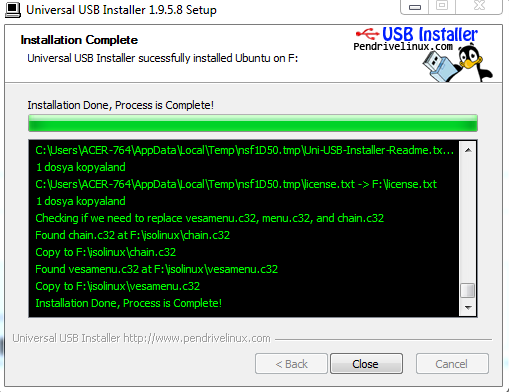 Universal USB Installer 1.9.5.8 Setup
Installation Complete
Universal USB Installer sucessfully installed Ubuntu on F:
USB Installer
Pendrivelinux.com
Installation Done, Process is Complete!
C:\Users\ACER-764\AppData\Local\Temp\nsf1D50.tmp\Uni-USB-Installer-Readme.tx...
1 dosya kopyaland
C:\Users\ACER-764\AppData\Local\Temp\nsf1D50.tmp\license.txt -> F:\license.txt
1 dosya kopyaland
Checking if we need to replace vesamenu.c32, menu.c32, and chain.c32
Found chain.c32 at F:\isolinux\chain.c32
Copy to F:\isolinux\chain.c32
Found vesamenu.c32 at F:\isolinux\vesamenu.c32
Copy to F:\isolinux\vesamenu.c32
Installation Done, Process is Complete!
Universal USB Installer http://www.pendrivelinux.com
< Back
Close
Cancel